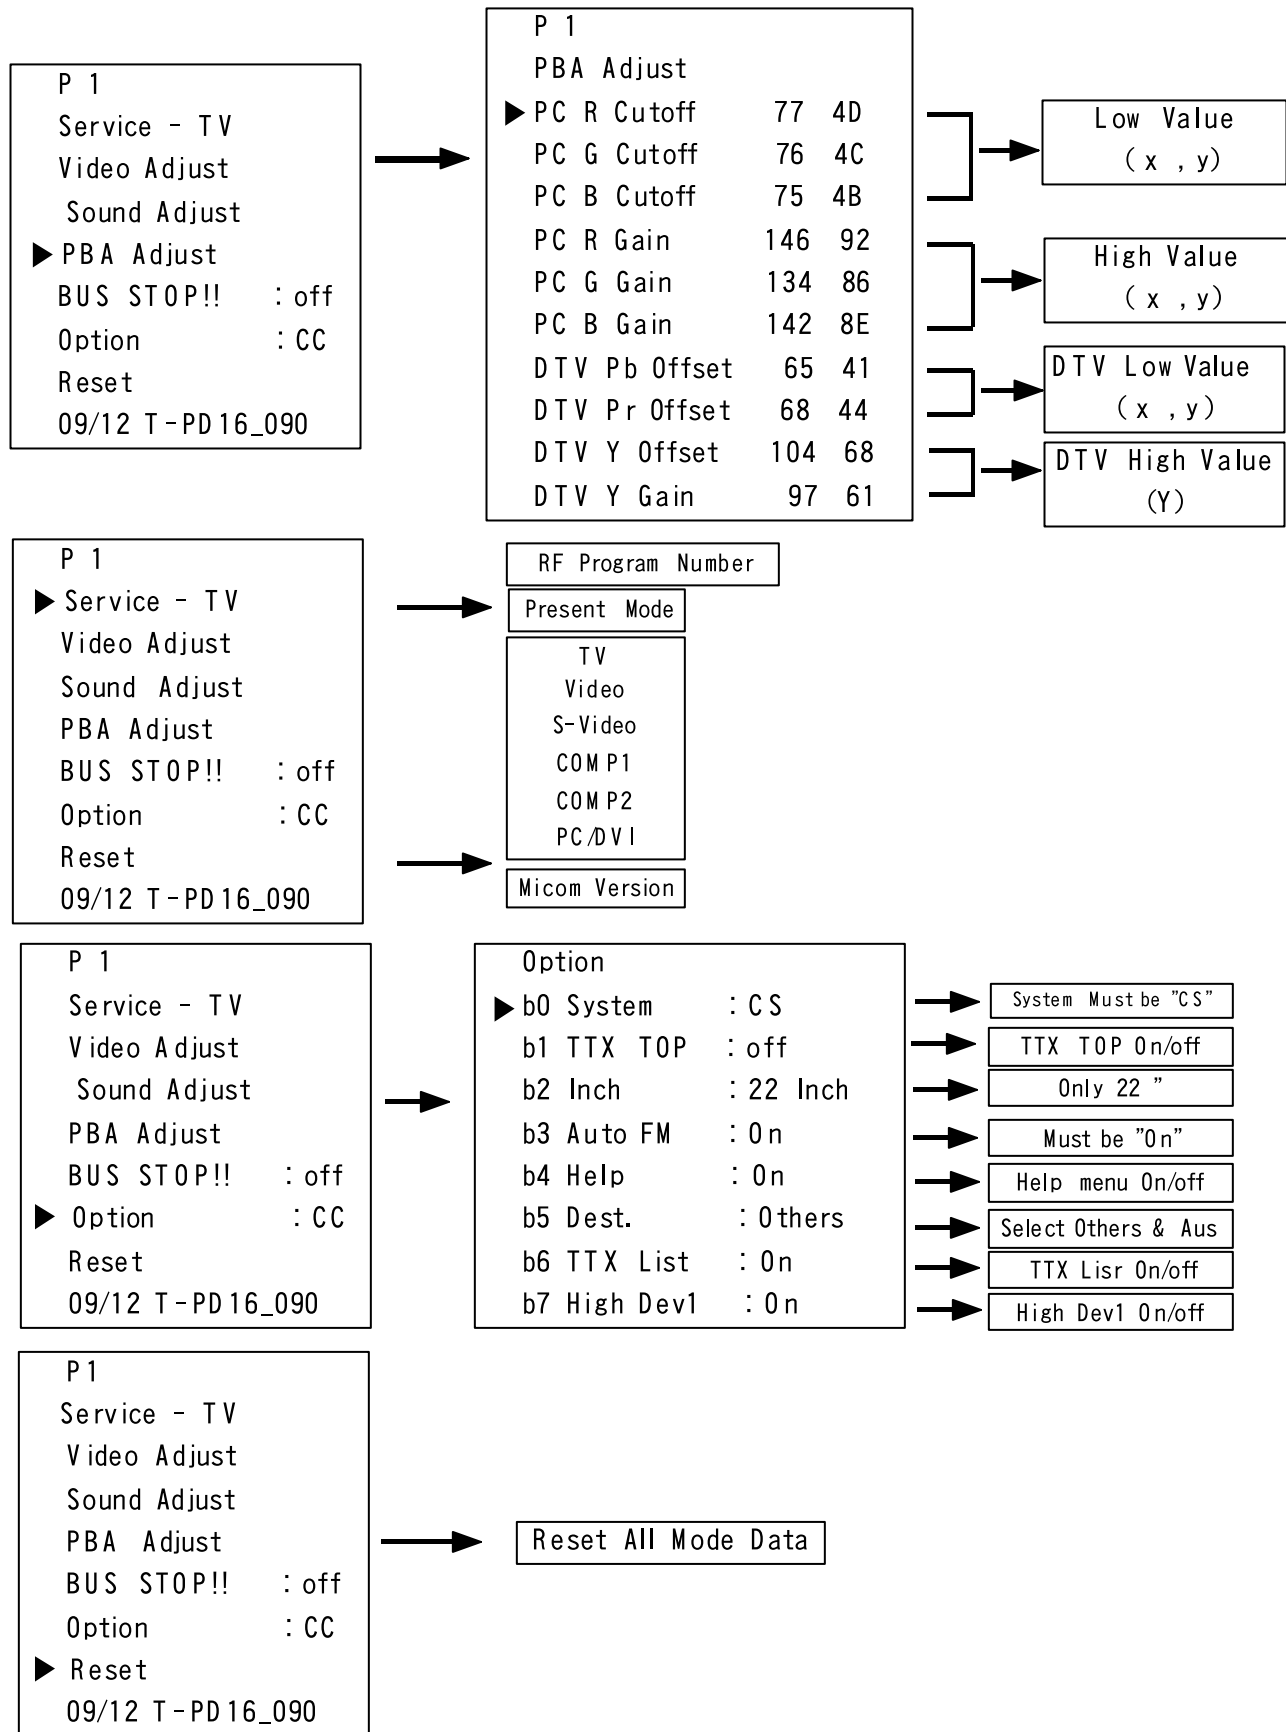 P 1
Service - TV
Video Adjust
Sound Adjust
PBA Adjust
BUS STOP!! : off
Option : CC
Reset
09/12 T-PD16_090
P 1
PBA Adjust
PC R Cutoff 77 4D
PC G Cutoff 76 4C
PC B Cutoff 75 4B
PC R Gain 146 92
PC G Gain 134 86
PC B Gain 142 8E
DTV Pb Offset 65 41
DTV Pr Offset 68 44
DTV Y Offset 104 68
DTV Y Gain 97 61
Low Value
( x , y)
High Value
( x , y)
DTV Low Value
( x , y)
DTV High Value
(Y)
P 1
Service - TV
Video Adjust
Sound Adjust
PBA Adjust
BUS STOP!! : off
Option : CC
Reset
09/12 T-PD16_090
RF Program Number
Present Mode
TV
Video
S-Video
COMP1
COMP2
PC/DVI
Micom Version
P 1
Service - TV
Video Adjust
Sound Adjust
PBA Adjust
BUS STOP!! : off
Option : CC
Reset
09/12 T-PD16_090
Option
b0 System : CS
b1 TTX TOP : off
b2 Inch : 22 Inch
b3 Auto FM : On
b4 Help : On
b5 Dest. : Others
b6 TTX List : On
b7 High Dev1 : On
System Must be "CS"
TTX TOP On/off
Only 22 "
Must be "On"
Help menu On/off
Select Others & Aus
TTX Lisr On/off
High Dev1 On/off
P 1
Service - TV
Video Adjust
Sound Adjust
PBA Adjust
BUS STOP!! : off
Option : CC
Reset
09/12 T-PD16_090
Reset All Mode Data